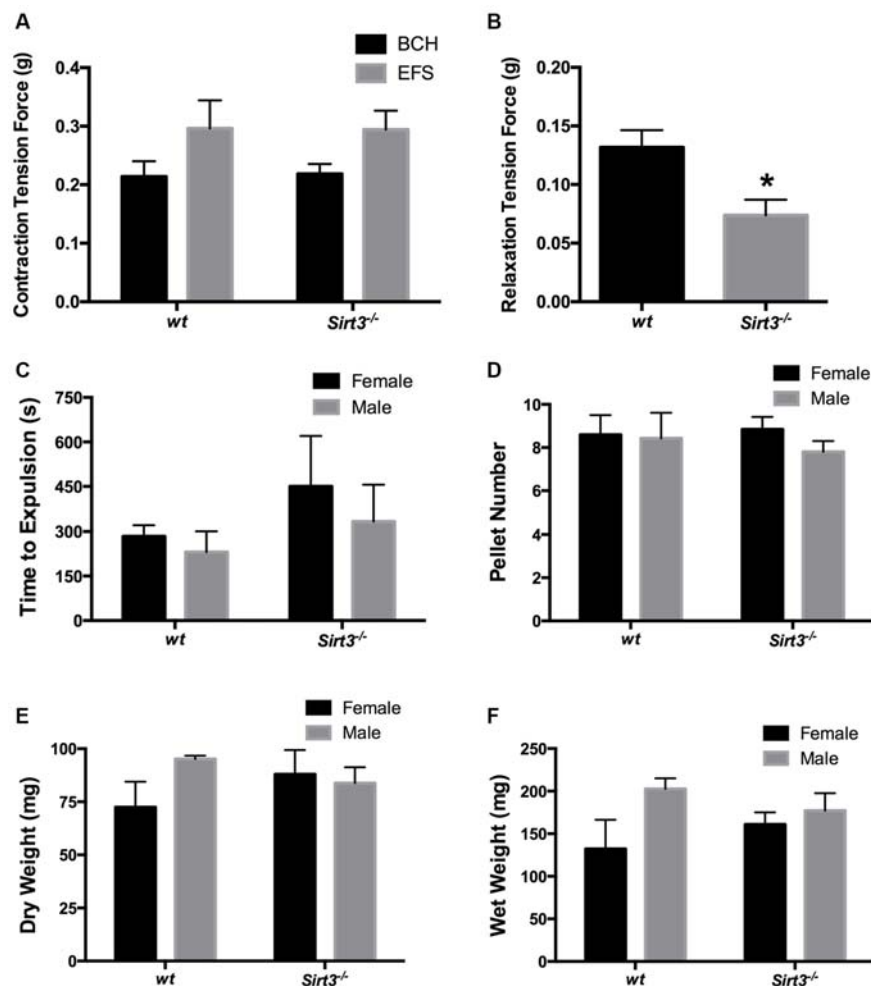 A
Contraction Tension Force (g)
0.4
0.3
0.2
0.1
0.0
BCH
EFS
wt
Sirt3-/-
B
Relaxation Tension Force (g)
0.20
0.15
0.10
0.05
0.00
*
wt
Sirt3-/-
C
Time to Expulsion (s)
750
600
450
300
150
0
Female
Male
wt
Sirt3-/-
D
Pellet Number
10
8
6
4
2
0
Female
Male
wt
Sirt3-/-
E
Dry Weight (mg)
100
75
50
25
0
Female
Male
wt
Sirt3-/-
F
Wet Weight (mg)
250
200
150
100
50
0
Female
Male
wt
Sirt3-/-